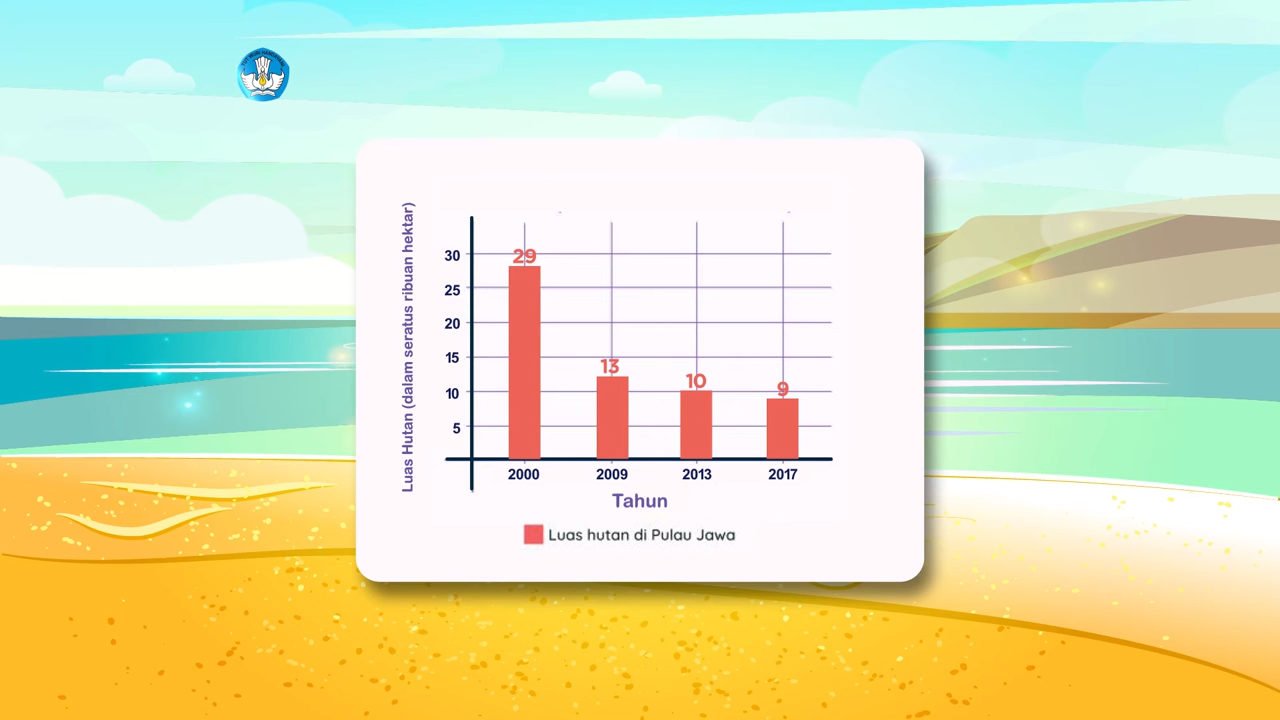 Luas Hutan (dalam seratus ribuan hektar)
30
25
20
15
10
5
29
13
10
9
2000 2009 2013 2017
Tahun
Luas hutan di Pulau Jawa